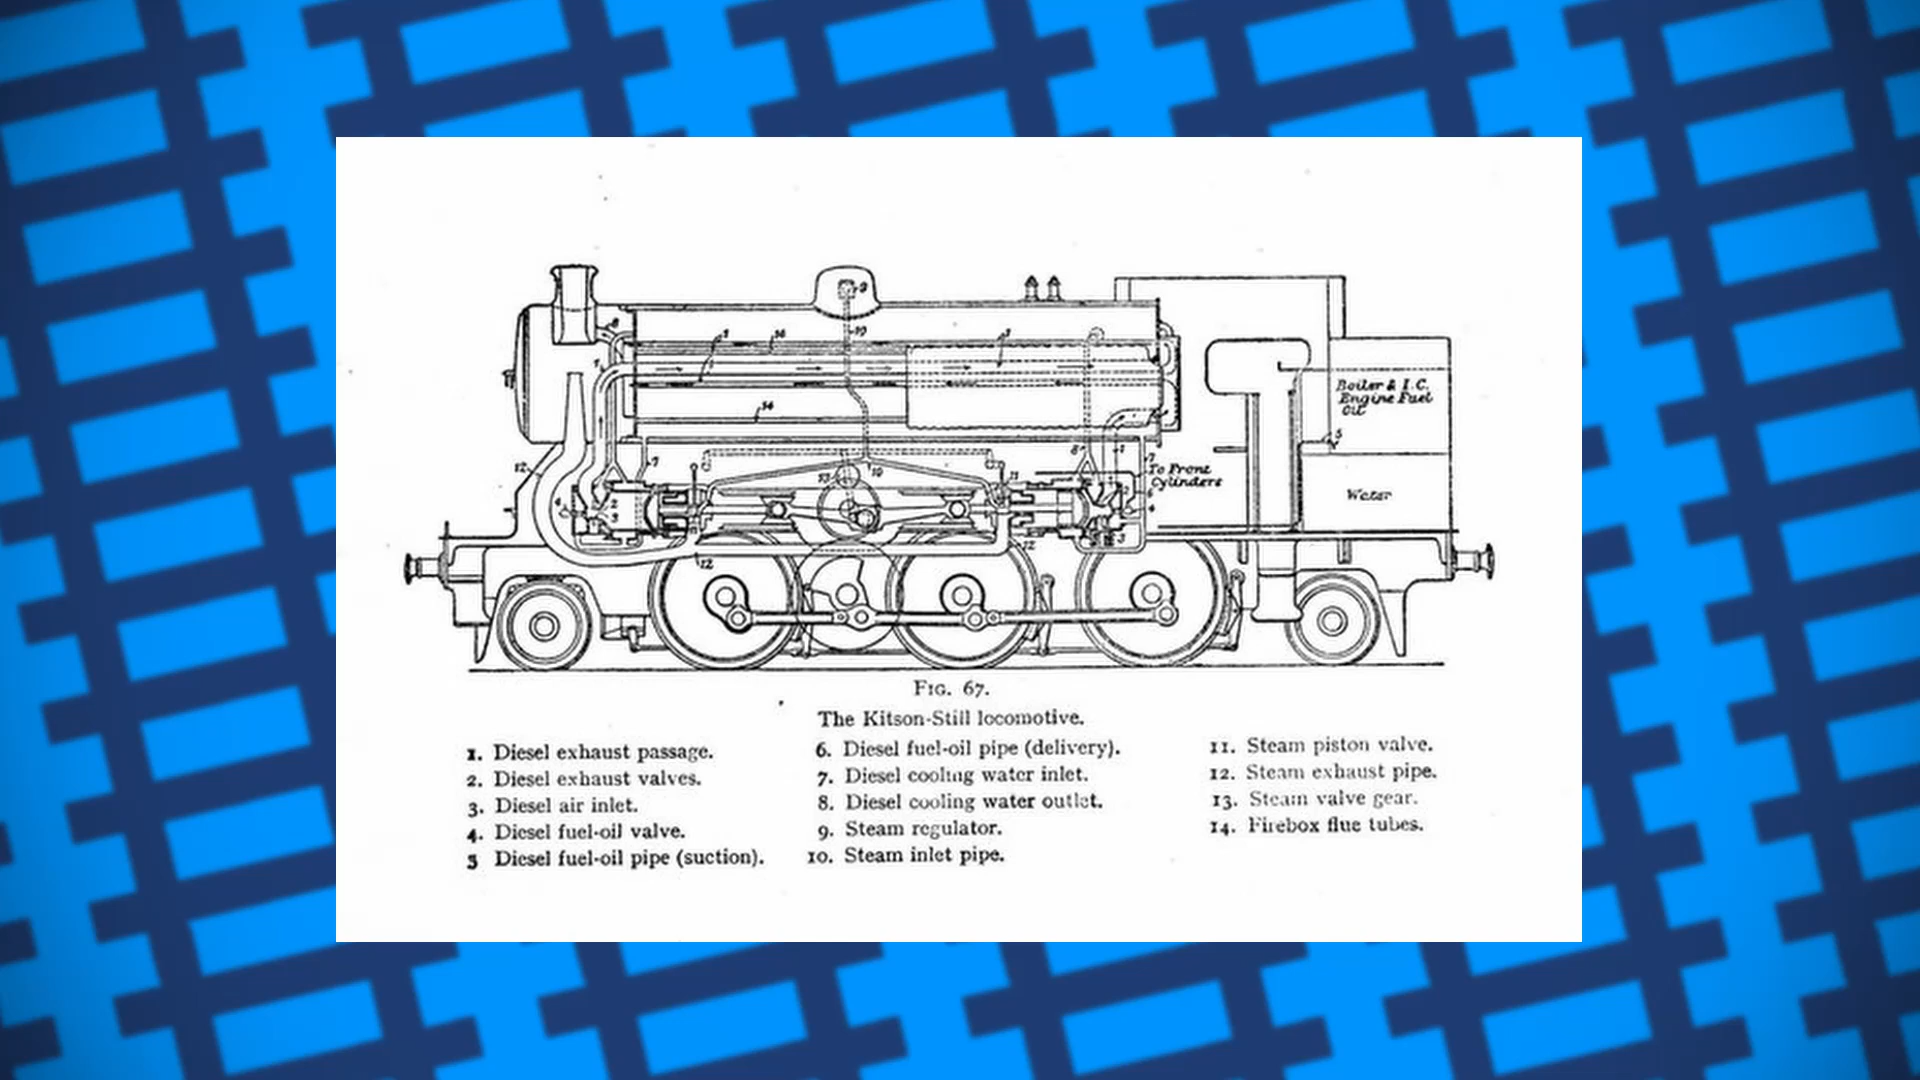 Boiler & I.C.
Engine Fuel
Oil
To Front
Cylinders
Water
FIG. 67.
The Kitson-Still locomotive.
1. Diesel exhaust passage.
2. Diesel exhaust valves.
3. Diesel air inlet.
4. Diesel fuel-oil valve.
5 Diesel fuel-oil pipe (suction).
6. Diesel fuel-oil pipe (delivery).
7. Diesel cooling water inlet.
8. Diesel cooling water outlet.
9. Steam regulator.
10. Steam inlet pipe.
11. Steam piston valve.
12. Steam exhaust pipe.
13. Steam valve gear.
14. Firebox flue tubes.